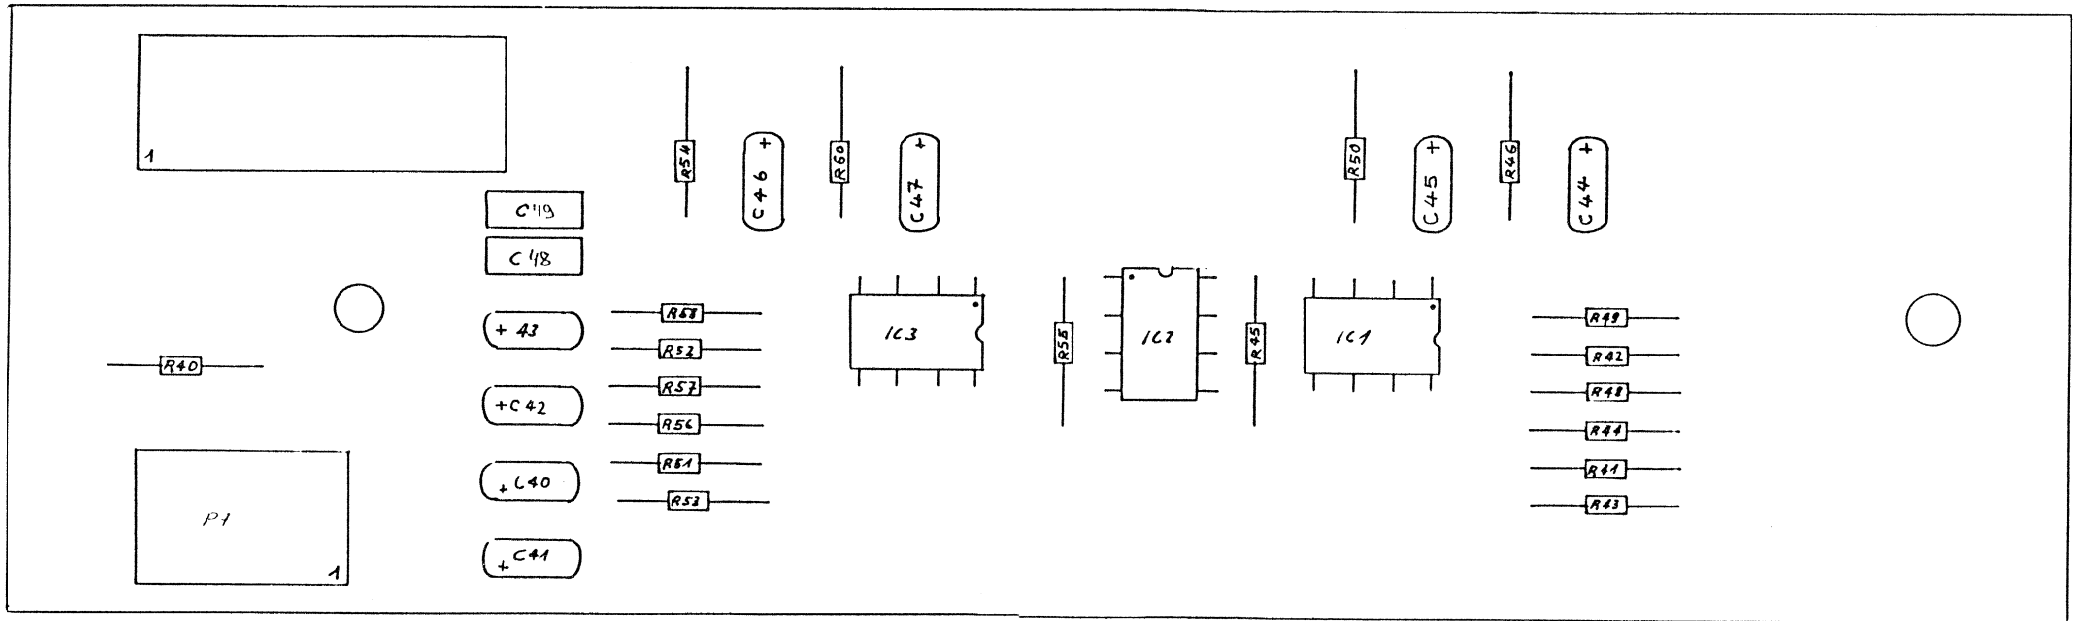 1
R54
C46 +
R60
C47 +
R50
C45 +
R46
C44 +
C49
C48
+ 43
+C42
+ C40
+ C41
R40
P1
1
R58
R52
R57
R56
R51
R53
IC3
R55
IC2
R45
IC1
R49
R42
R48
R44
R41
R43